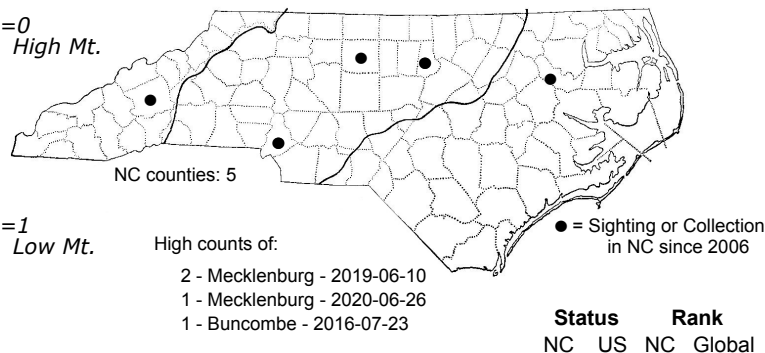 =0
High Mt.
NC counties: 5
=1
Low Mt.
High counts of:
2 - Mecklenburg - 2019-06-10
1 - Mecklenburg - 2020-06-26
1 - Buncombe - 2016-07-23
● = Sighting or Collection
in NC since 2006
Status Rank
NC US NC Global